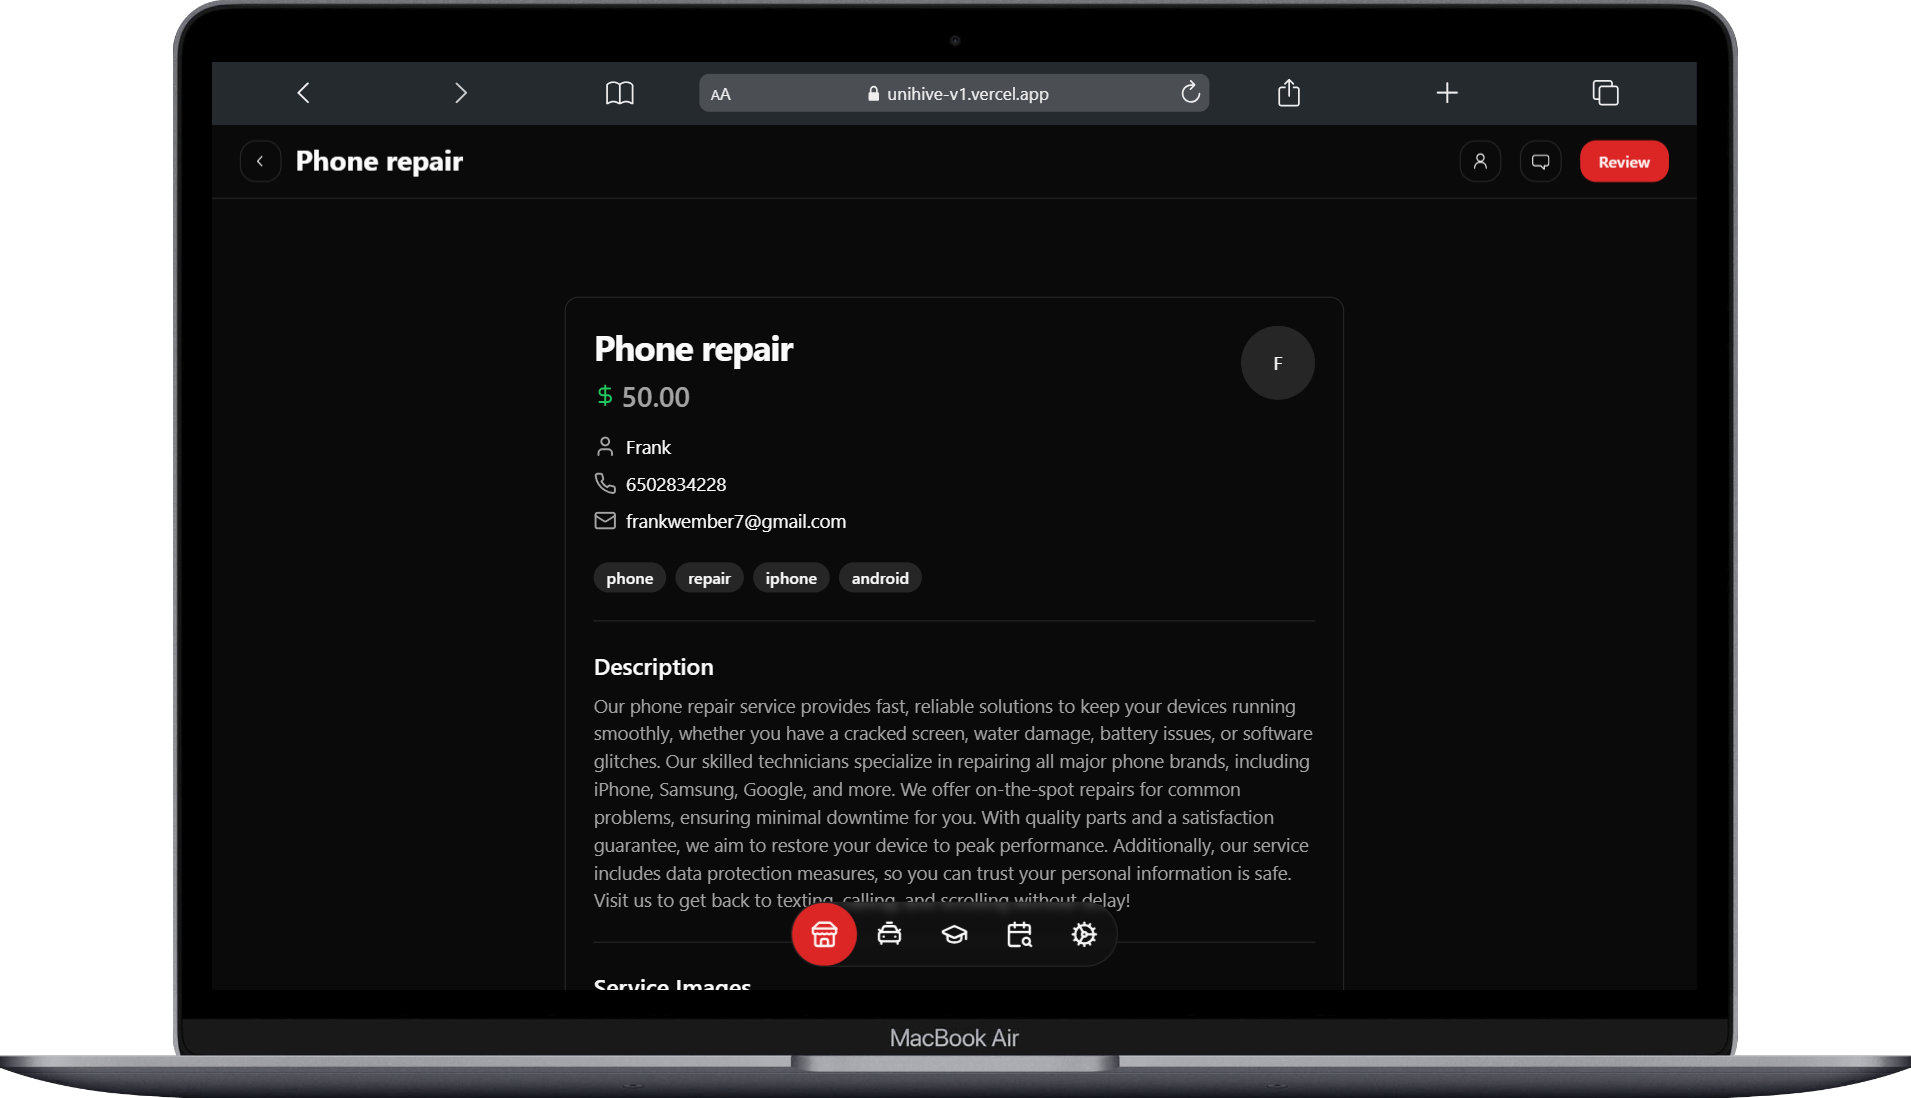 AA
unihive-v1.vercel.app
Phone repair
Review
Phone repair
F
$ 50.00
Frank
6502834228
frankwember7@gmail.com
phone repair iphone android
Description
Our phone repair service provides fast, reliable solutions to keep your devices running
smoothly, whether you have a cracked screen, water damage, battery issues, or software
glitches. Our skilled technicians specialize in repairing all major phone brands, including
iPhone, Samsung, Google, and more. We offer on-the-spot repairs for common
problems, ensuring minimal downtime for you. With quality parts and a satisfaction
guarantee, we aim to restore your device to peak performance. Additionally, our service
includes data protection measures, so you can trust your personal information is safe.
Visit us to get back to texting, calling, and scrolling without delay!
Service Images
MacBook Air